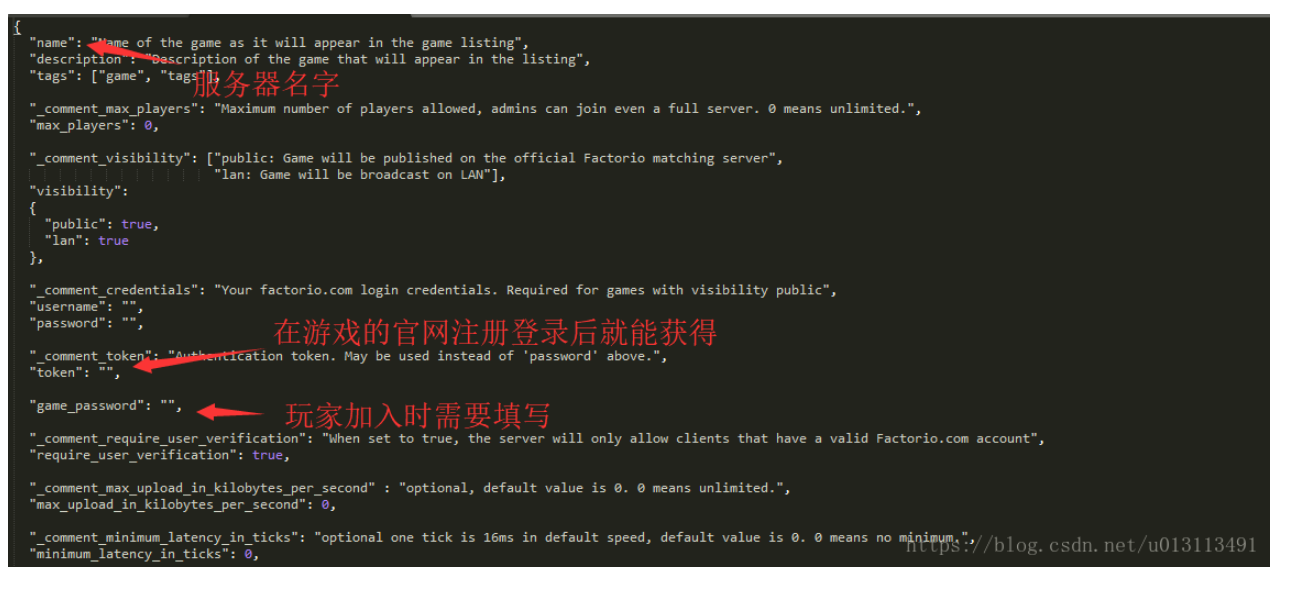 {
"name": "Name of the game as it will appear in the game listing",
"description": "Description of the game that will appear in the listing",
"tags": ["game", "tags"],
服务器名字
"_comment_max_players": "Maximum number of players allowed, admins can join even a full server. 0 means unlimited.",
"max_players": 0,
"_comment_visibility": ["public: Game will be published on the official Factorio matching server",
"lan: Game will be broadcast on LAN"],
"visibility":
{
"public": true,
"lan": true
},
"_comment_credentials": "Your factorio.com login credentials. Required for games with visibility public",
"username": "",
"password": "",
在游戏的官网注册登录后就能获得
"_comment_token": "Authentication token. May be used instead of 'password' above.",
"token": "",
"game_password": "",
玩家加入时需要填写
"_comment_require_user_verification": "When set to true, the server will only allow clients that have a valid Factorio.com account",
"require_user_verification": true,
"_comment_max_upload_in_kilobytes_per_second" : "optional, default value is 0. 0 means unlimited.",
"max_upload_in_kilobytes_per_second": 0,
"_comment_minimum_latency_in_ticks": "optional one tick is 16ms in default speed, default value is 0. 0 means no minimum.",
"minimum_latency_in_ticks": 0,
https://blog.csdn.net/u013113491